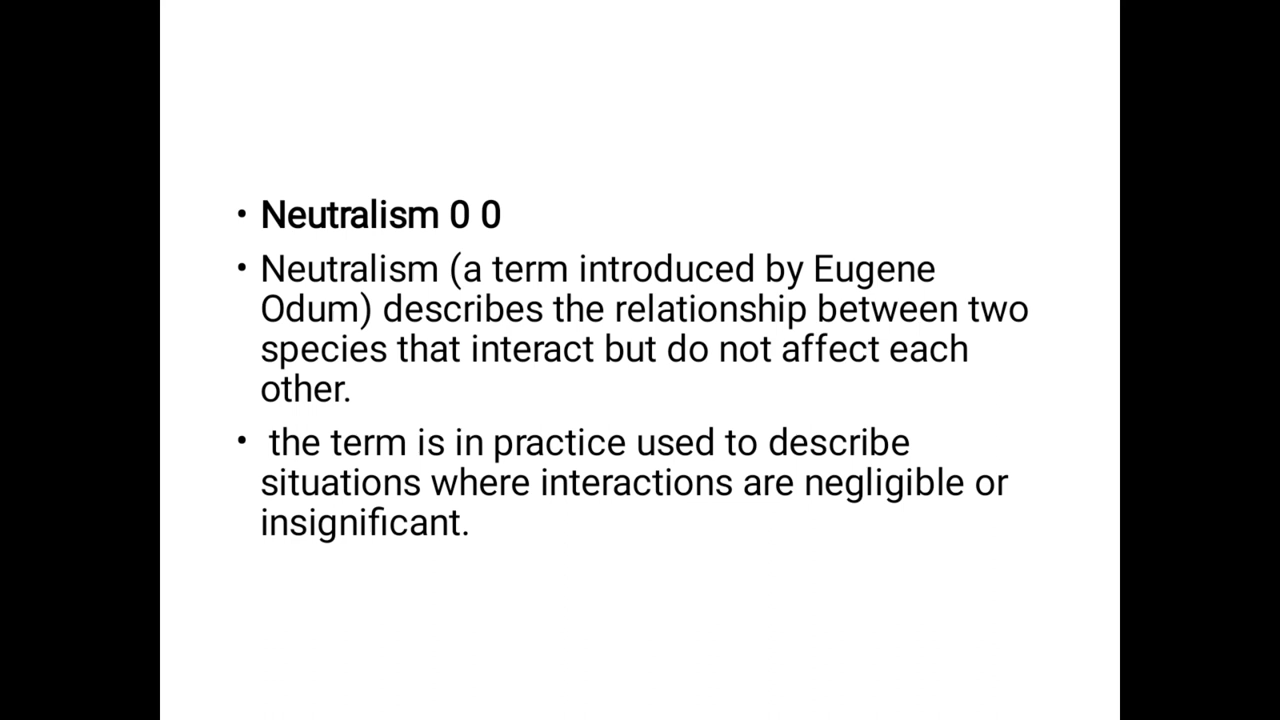 • Neutralism 0 0
• Neutralism (a term introduced by Eugene
Odum) describes the relationship between two
species that interact but do not affect each
other.
• the term is in practice used to describe
situations where interactions are negligible or
insignificant.